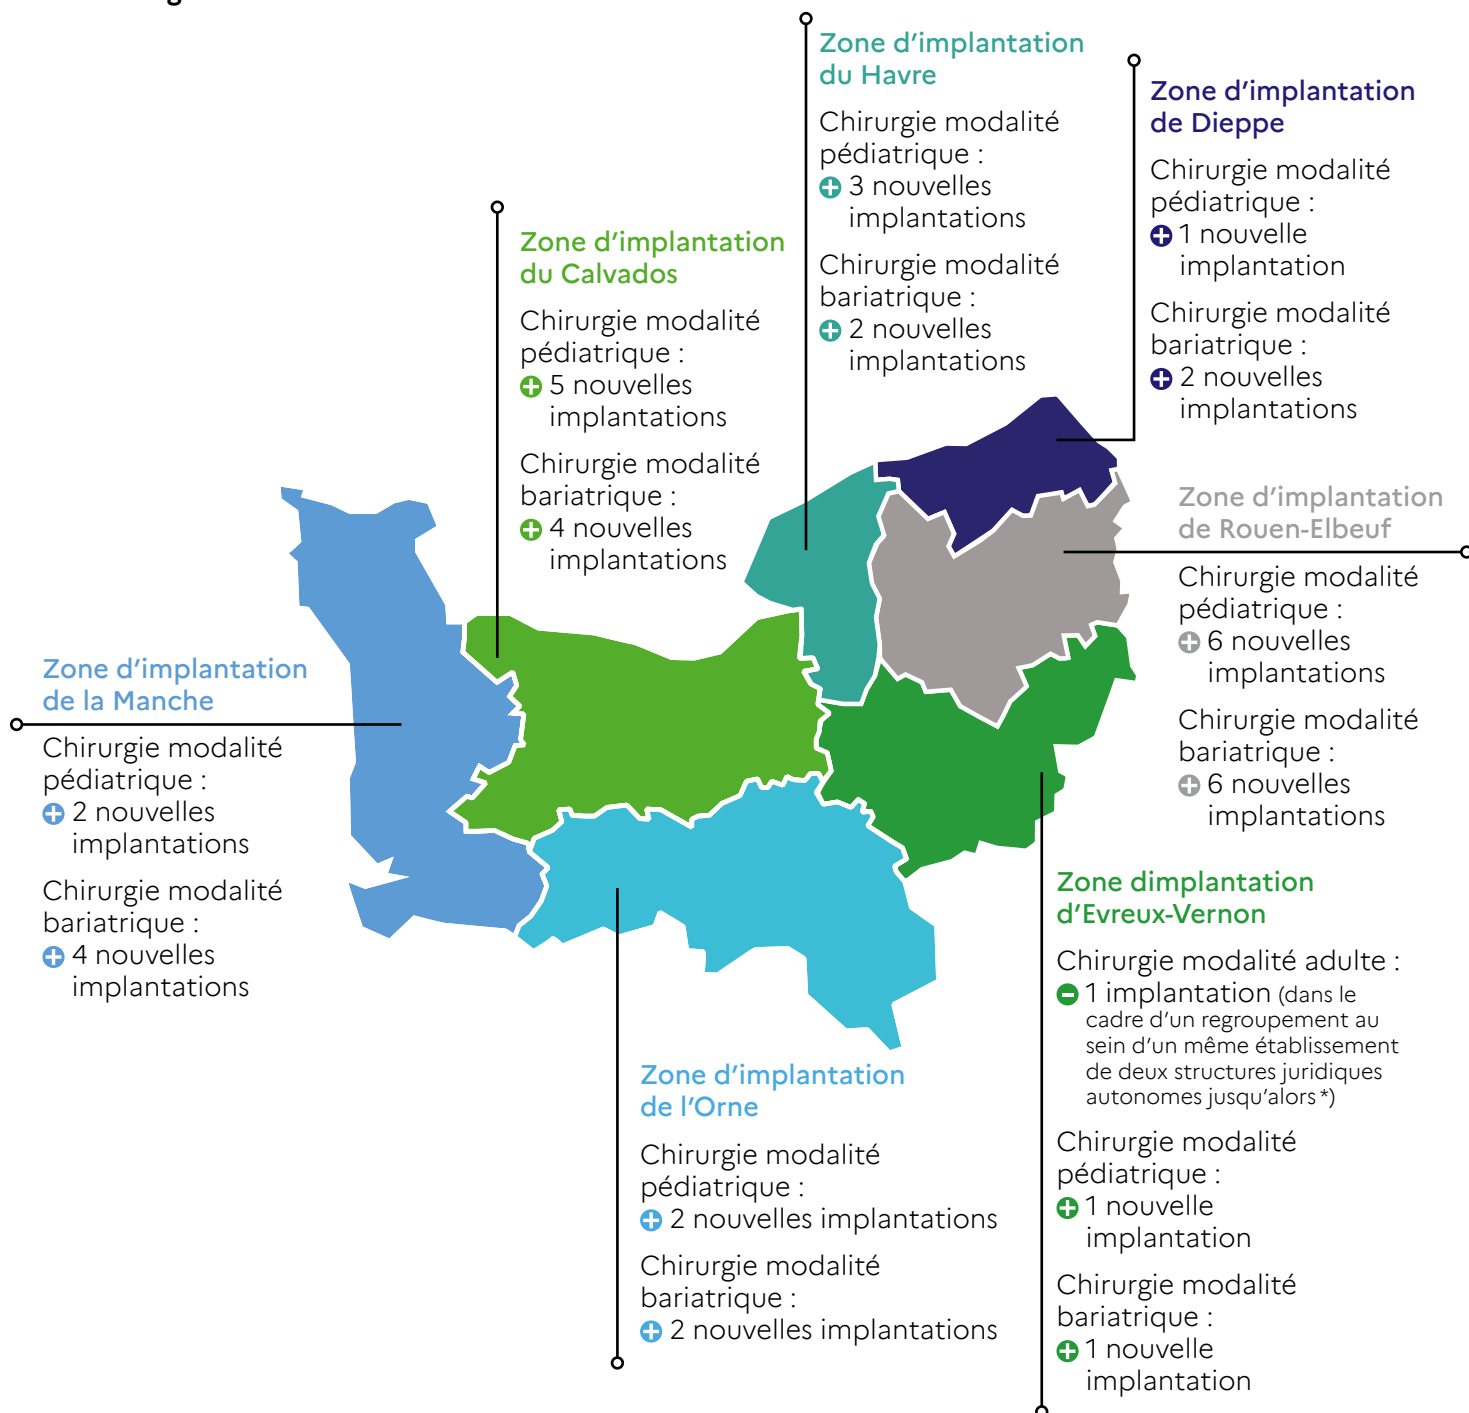 Zone d'implantation
du Havre
Chirurgie modalité
pédiatrique :
3 nouvelles
implantations
Chirurgie modalité
bariatrique :
2 nouvelles
implantations
Zone d'implantation
de Dieppe
Chirurgie modalité
pédiatrique :
1 nouvelle
implantation
Chirurgie modalité
bariatrique :
2 nouvelles
implantations
Zone d'implantation
du Calvados
Chirurgie modalité
pédiatrique :
5 nouvelles
implantations
Chirurgie modalité
bariatrique :
4 nouvelles
implantations
Zone d'implantation
de Rouen-Elbeuf
Chirurgie modalité
pédiatrique :
6 nouvelles
implantations
Chirurgie modalité
bariatrique :
6 nouvelles
implantations
Zone d'implantation
de la Manche
Chirurgie modalité
pédiatrique :
2 nouvelles
implantations
Chirurgie modalité
bariatrique :
4 nouvelles
implantations
Zone dimplantation
d'Evreux-Vernon
Chirurgie modalité adulte :
1 implantation (dans le
cadre d'un regroupement au
sein d'un même établissement
de deux structures juridiques
autonomes jusqu'alors *)
Chirurgie modalité
pédiatrique :
1 nouvelle
implantation
Chirurgie modalité
bariatrique :
1 nouvelle
implantation
Zone d'implantation
de l'Orne
Chirurgie modalité
pédiatrique :
2 nouvelles implantations
Chirurgie modalité
bariatrique :
2 nouvelles implantations